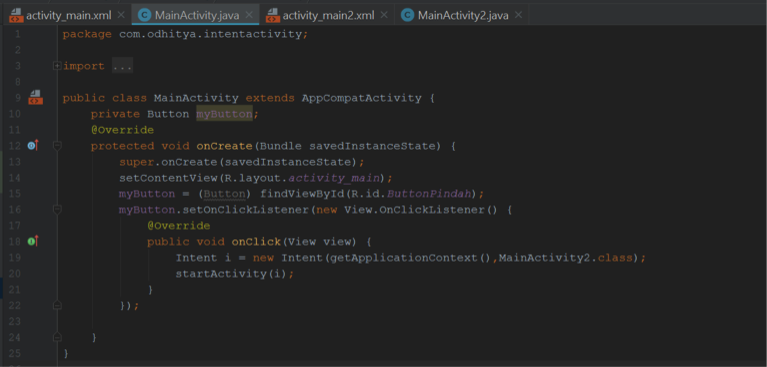 activity_main.xml MainActivity.java activity_main2.xml MainActivity2.java
1 package com.odhitya.intentactivity;
2
3 import ...
8
9 public class MainActivity extends AppCompatActivity {
10 private Button myButton;
11 @Override
12 protected void onCreate(Bundle savedInstanceState) {
13 super.onCreate(savedInstanceState);
14 setContentView(R.layout.activity_main);
15 myButton = (Button) findViewById(R.id.ButtonPindah);
16 myButton.setOnClickListener(new View.OnClickListener() {
17 @Override
18 public void onClick(View view) {
19 Intent i = new Intent(getApplicationContext(),MainActivity2.class);
20 startActivity(i);
21 }
22 });
23
24 }
25 }